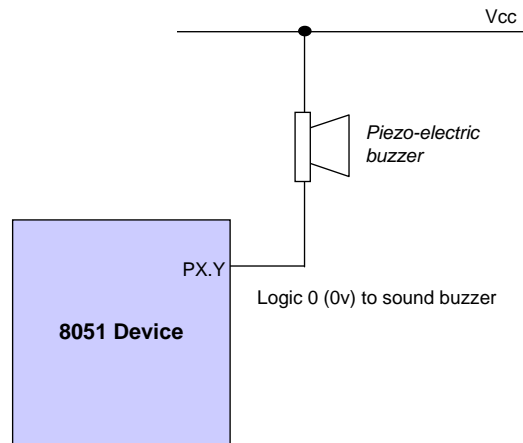 Vcc
Piezo-electric
buzzer
PX.Y
Logic 0 (0v) to sound buzzer
8051 Device